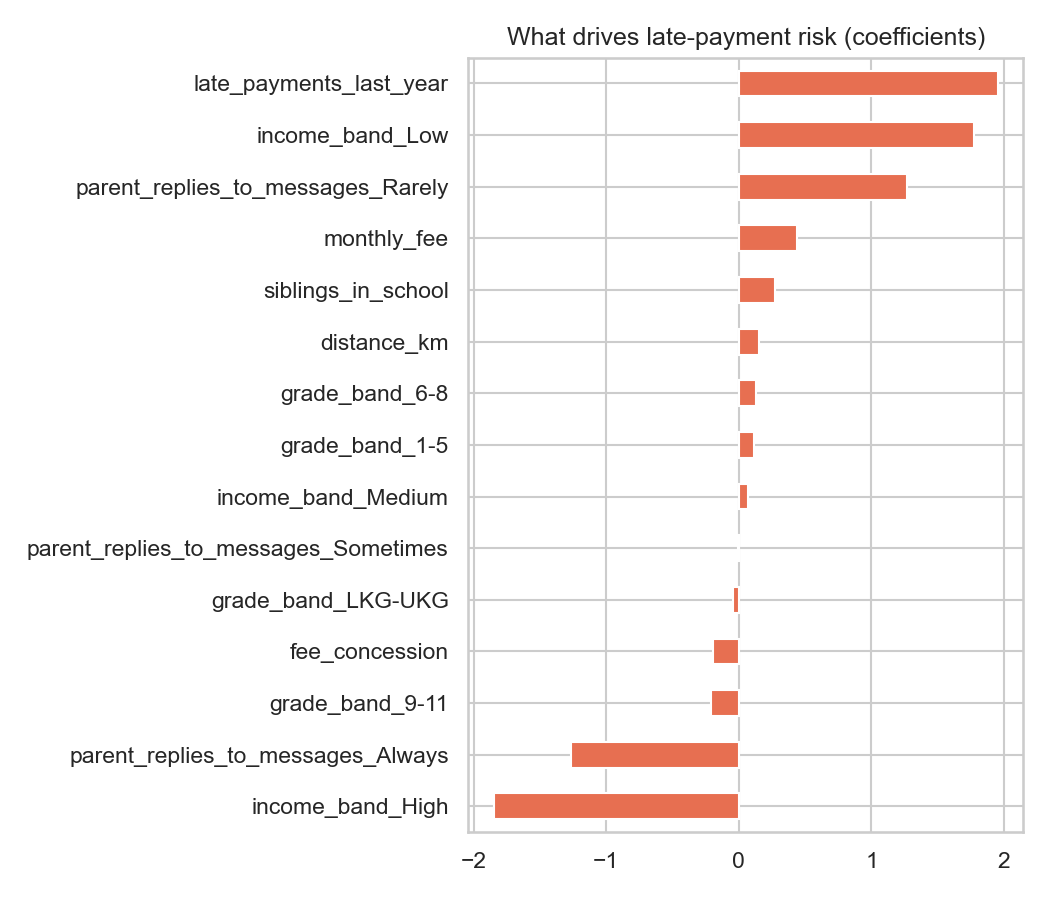 What drives late-payment risk (coefficients)
late_payments_last_year
income_band_Low
parent_replies_to_messages_Rarely
monthly_fee
siblings_in_school
distance_km
grade_band_6-8
grade_band_1-5
income_band_Medium
parent_replies_to_messages_Sometimes
grade_band_LKG-UKG
fee_concession
grade_band_9-11
parent_replies_to_messages_Always
income_band_High
−2 −1 0 1 2